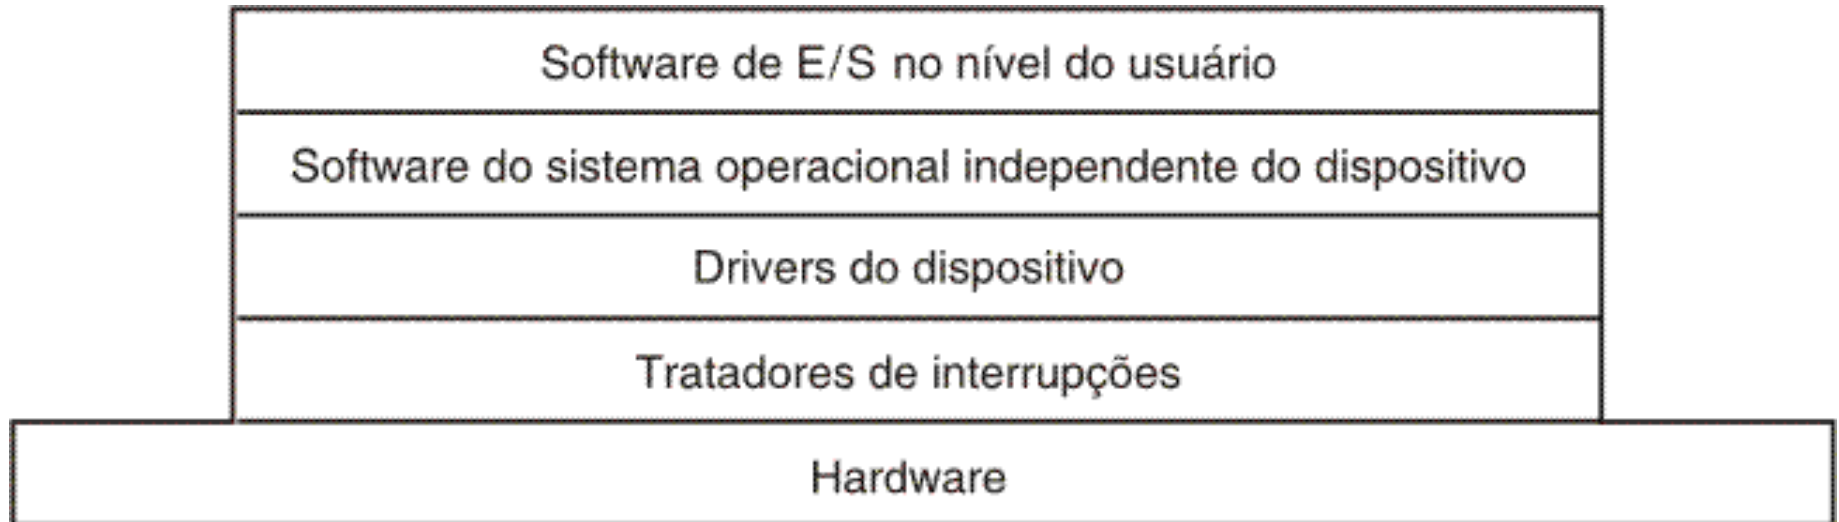 Software de E/S no nível do usuário
Software do sistema operacional independente do dispositivo
Drivers do dispositivo
Tratadores de interrupções
Hardware